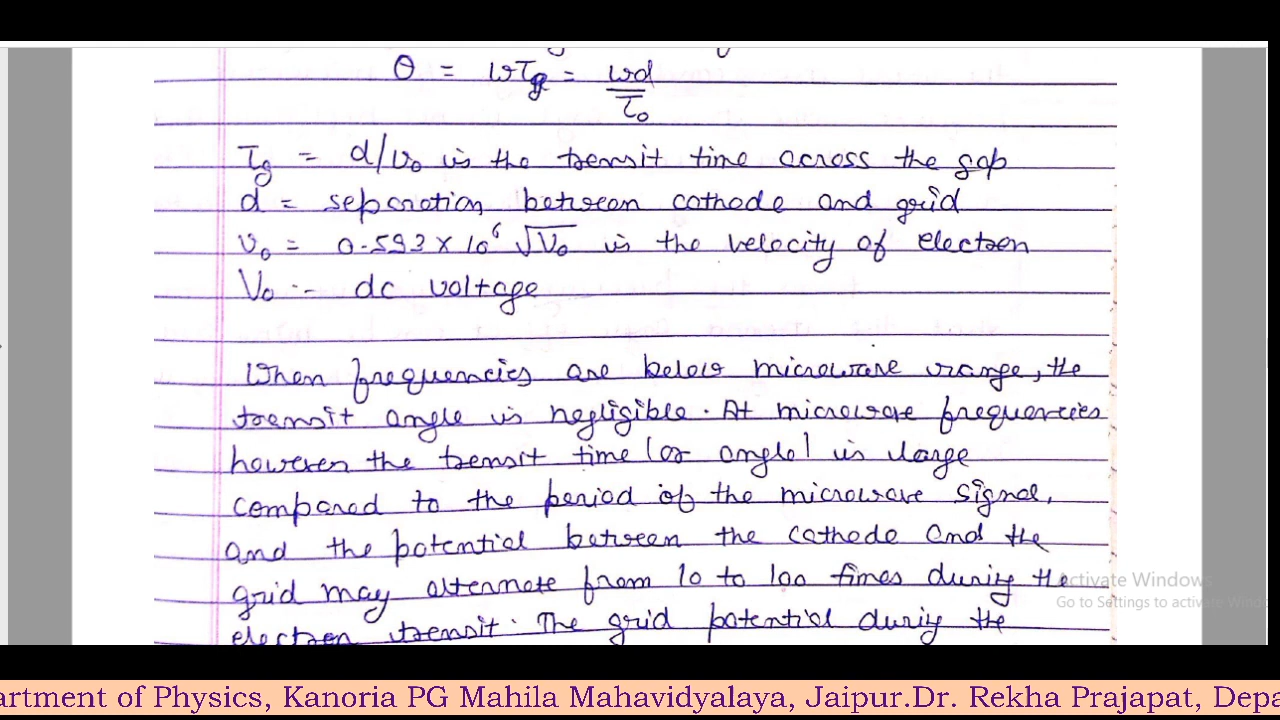 θ = ωτg = ωd/τ₀
τg = d/υ₀ is the transit time across the gap
d = separation between cathode and grid
υ₀ = 0.593 × 10⁶ √V₀ is the velocity of electron
V₀ :- dc voltage
When frequencies are below microwave range, the
transit angle is negligible. At microwave frequencies
however the transit time (or angle) is large
compared to the period of the microwave signal,
and the potential between the cathode and the
grid may alternate from 10 to 100 times during the
electron transit. The grid potential during the
Activate Windows
Go to Settings to activate Windo
artment of Physics, Kanoria PG Mahila Mahavidyalaya, Jaipur.Dr. Rekha Prajapat, Depa